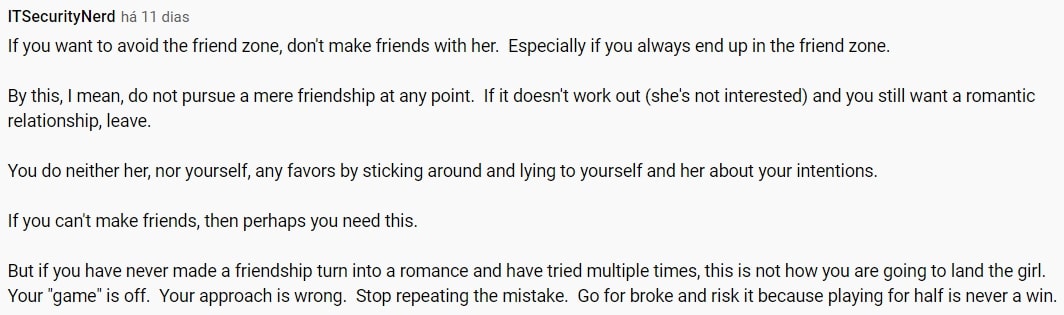 ITSecurityNerd há 11 dias
If you want to avoid the friend zone, don't make friends with her.  Especially if you always end up in the friend zone.
By this, I mean, do not pursue a mere friendship at any point.  If it doesn't work out (she's not interested) and you still want a romantic
relationship, leave.
You do neither her, nor yourself, any favors by sticking around and lying to yourself and her about your intentions.
If you can't make friends, then perhaps you need this.
But if you have never made a friendship turn into a romance and have tried multiple times, this is not how you are going to land the girl.
Your "game" is off.  Your approach is wrong.  Stop repeating the mistake.  Go for broke and risk it because playing for half is never a win.